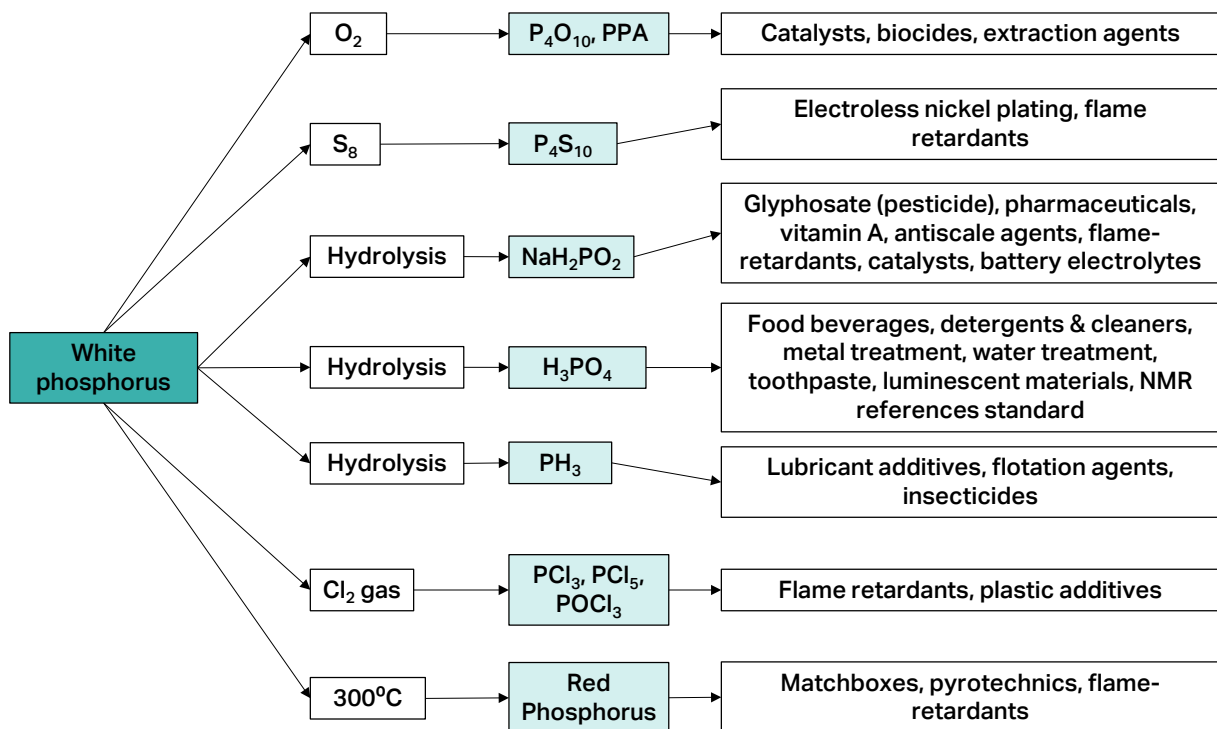 O₂
P₄O₁₀, PPA
Catalysts, biocides, extraction agents
S₈
P₄S₁₀
Electroless nickel plating, flame
retardants
Hydrolysis
NaH₂PO₂
Glyphosate (pesticide), pharmaceuticals,
vitamin A, antiscale agents, flame-
retardants, catalysts, battery electrolytes
White
phosphorus
Hydrolysis
H₃PO₄
Food beverages, detergents & cleaners,
metal treatment, water treatment,
toothpaste, luminescent materials, NMR
references standard
Hydrolysis
PH₃
Lubricant additives, flotation agents,
insecticides
Cl₂ gas
PCl₃, PCl₅,
POCl₃
Flame retardants, plastic additives
300⁰C
Red
Phosphorus
Matchboxes, pyrotechnics, flame-
retardants